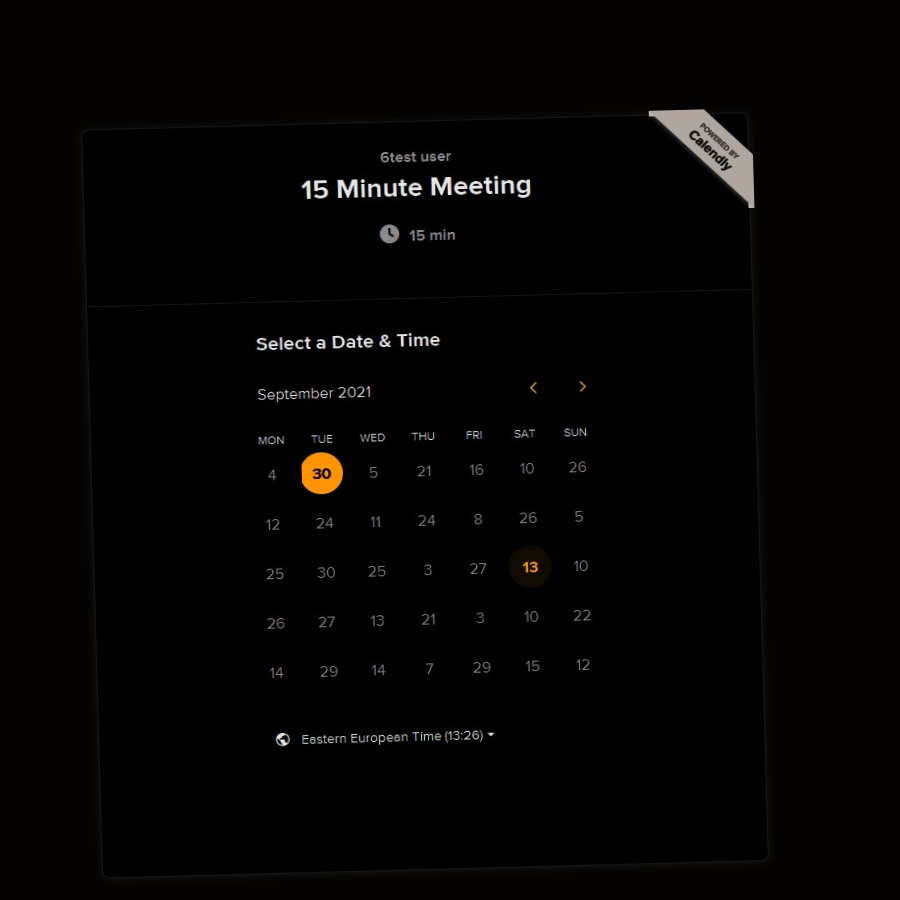 POWERED BY
Calendly
6test user
15 Minute Meeting
15 min
Select a Date & Time
September 2021
MON TUE WED THU FRI SAT SUN
4 30 5 21 16 10 26
12 24 11 24 8 26 5
25 30 25 3 27 13 10
26 27 13 21 3 10 22
14 29 14 7 29 15 12
Eastern European Time (13:26)